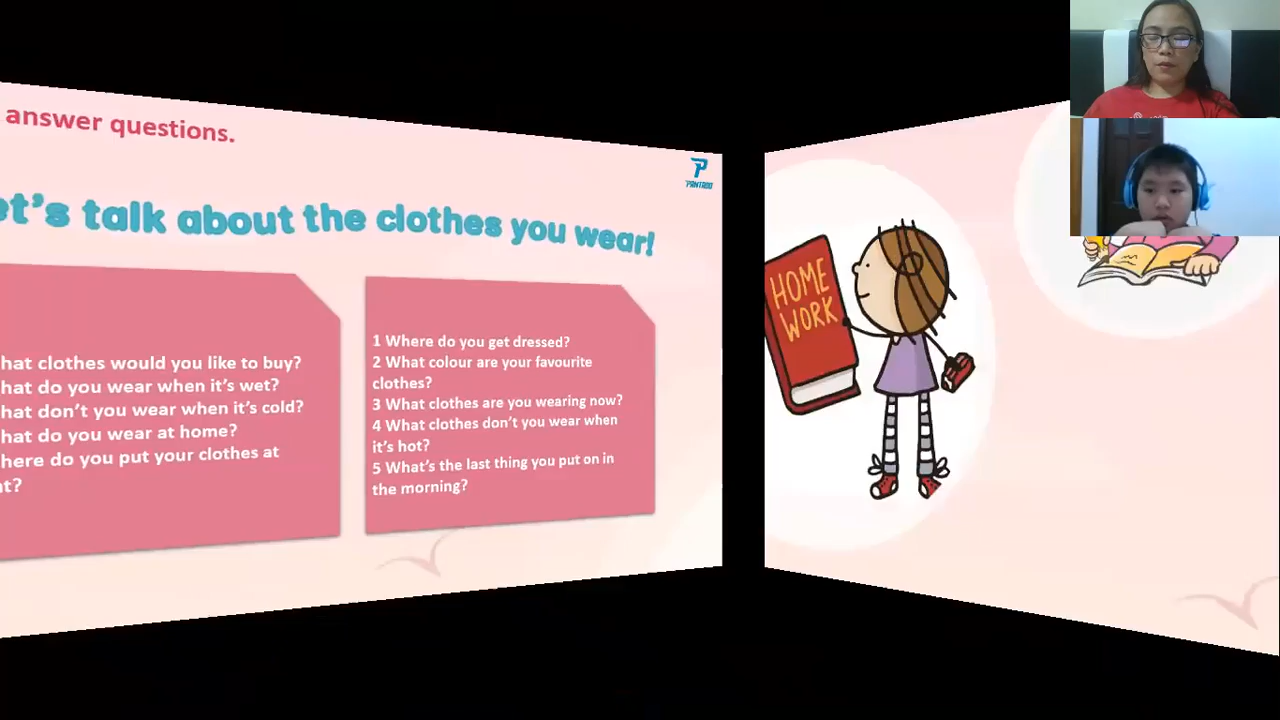 answer questions.
PANTADO
et's talk about the clothes you wear!
hat clothes would you like to buy?
hat do you wear when it's wet?
hat don't you wear when it's cold?
hat do you wear at home?
here do you put your clothes at
ht?
1 Where do you get dressed?
2 What colour are your favourite
clothes?
3 What clothes are you wearing now?
4 What clothes don't you wear when
it's hot?
5 What's the last thing you put on in
the morning?
HOME
WORK